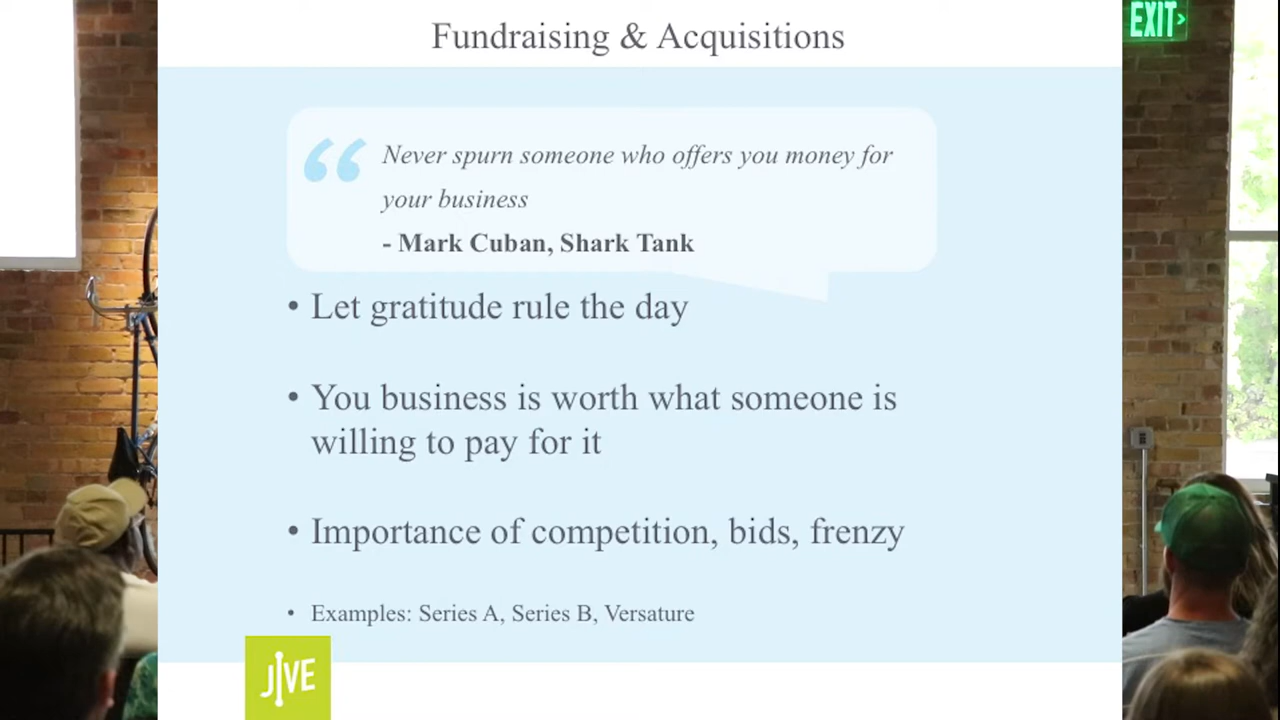 Fundraising & Acquisitions
EXIT
“
Never spurn someone who offers you money for
your business
- Mark Cuban, Shark Tank
• Let gratitude rule the day
• You business is worth what someone is
willing to pay for it
• Importance of competition, bids, frenzy
• Examples: Series A, Series B, Versature
JIVE